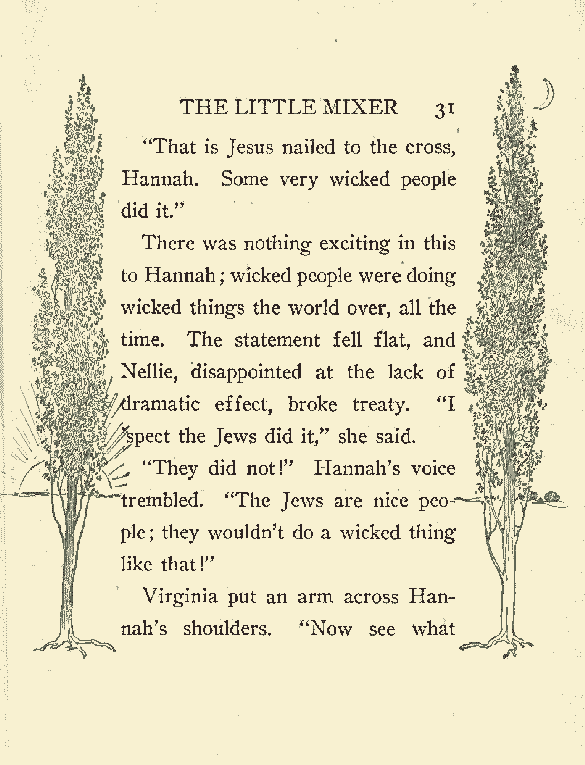 THE LITTLE MIXER 31
“That is Jesus nailed to the cross,
Hannah. Some very wicked people
did it.”
There was nothing exciting in this
to Hannah; wicked people were doing
wicked things the world over, all the
time. The statement fell flat, and
Nellie, disappointed at the lack of
dramatic effect, broke treaty. “I
'spect the Jews did it,” she said.
“They did not!” Hannah’s voice
trembled. “The Jews are nice peo-
ple; they wouldn’t do a wicked thing
like that!”
Virginia put an arm across Han-
nah’s shoulders. “Now see what